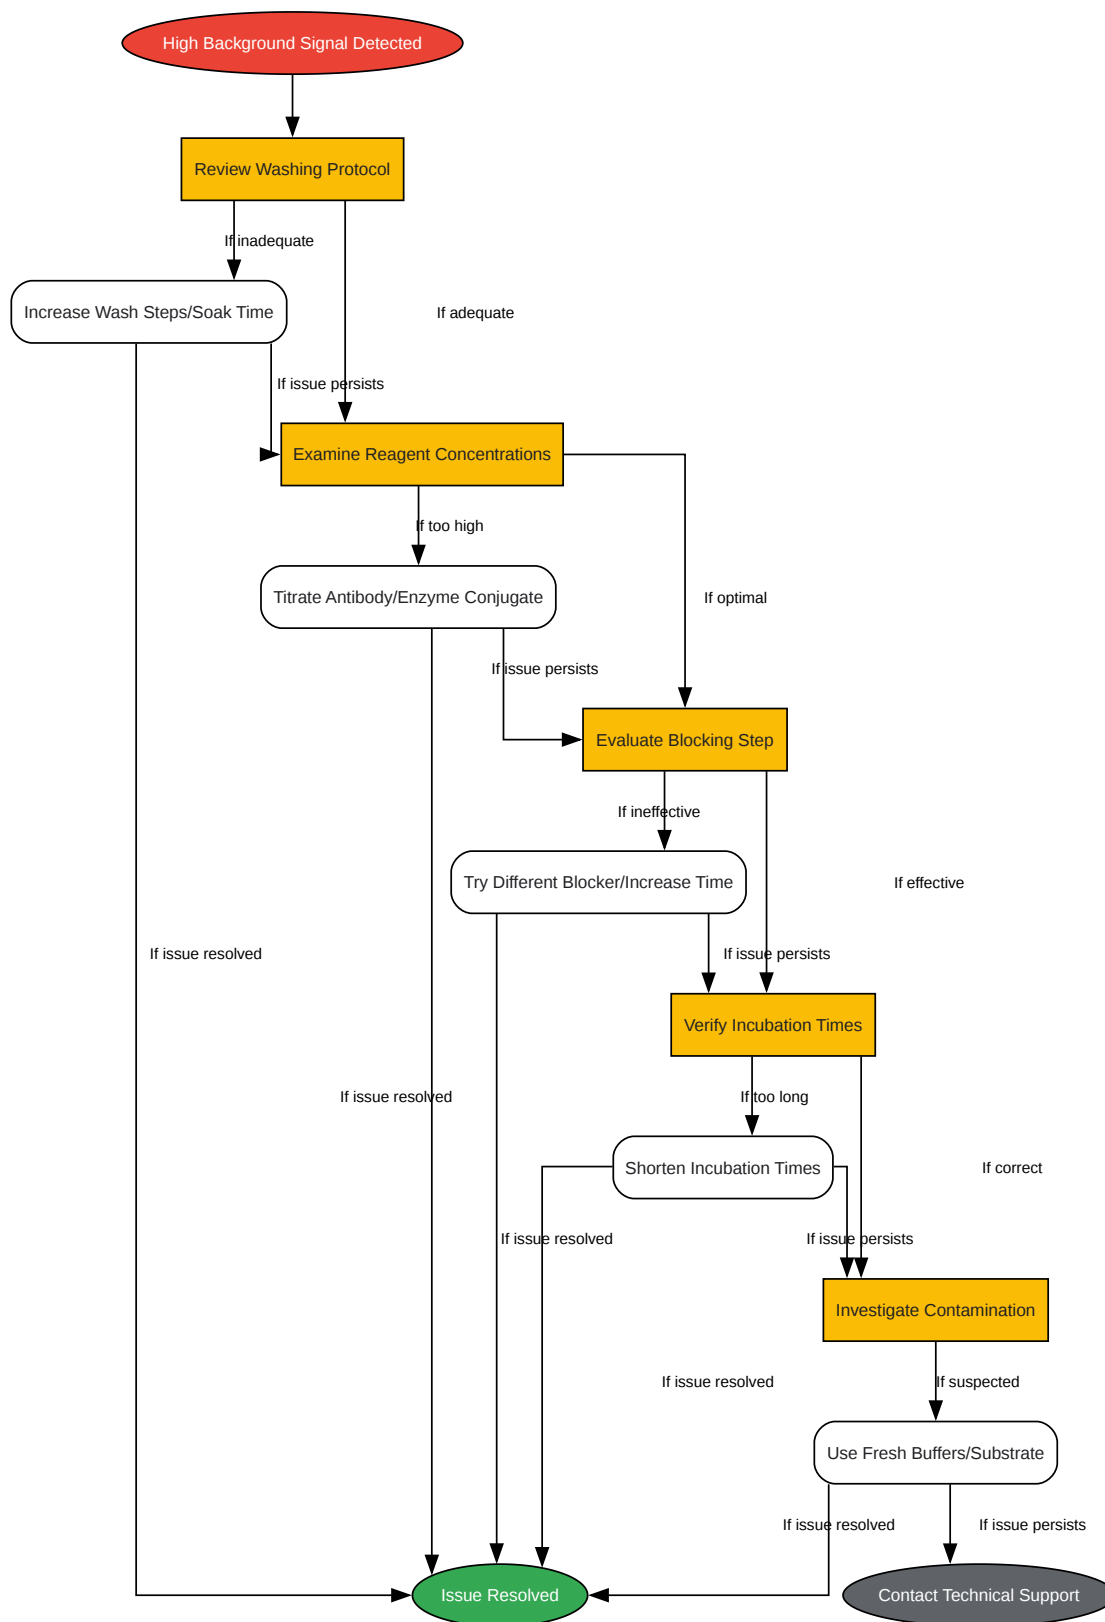 High Background Signal Detected
Review Washing Protocol
If inadequate
Increase Wash Steps/Soak Time
If adequate
If issue persists
Examine Reagent Concentrations
If too high
Titrate Antibody/Enzyme Conjugate
If optimal
If issue persists
Evaluate Blocking Step
If ineffective
Try Different Blocker/Increase Time
If effective
If issue resolved
If issue persists
Verify Incubation Times
If issue resolved
If too long
Shorten Incubation Times
If correct
If issue resolved
If issue persists
Investigate Contamination
If issue resolved
If suspected
Use Fresh Buffers/Substrate
If issue resolved
If issue persists
Issue Resolved
Contact Technical Support